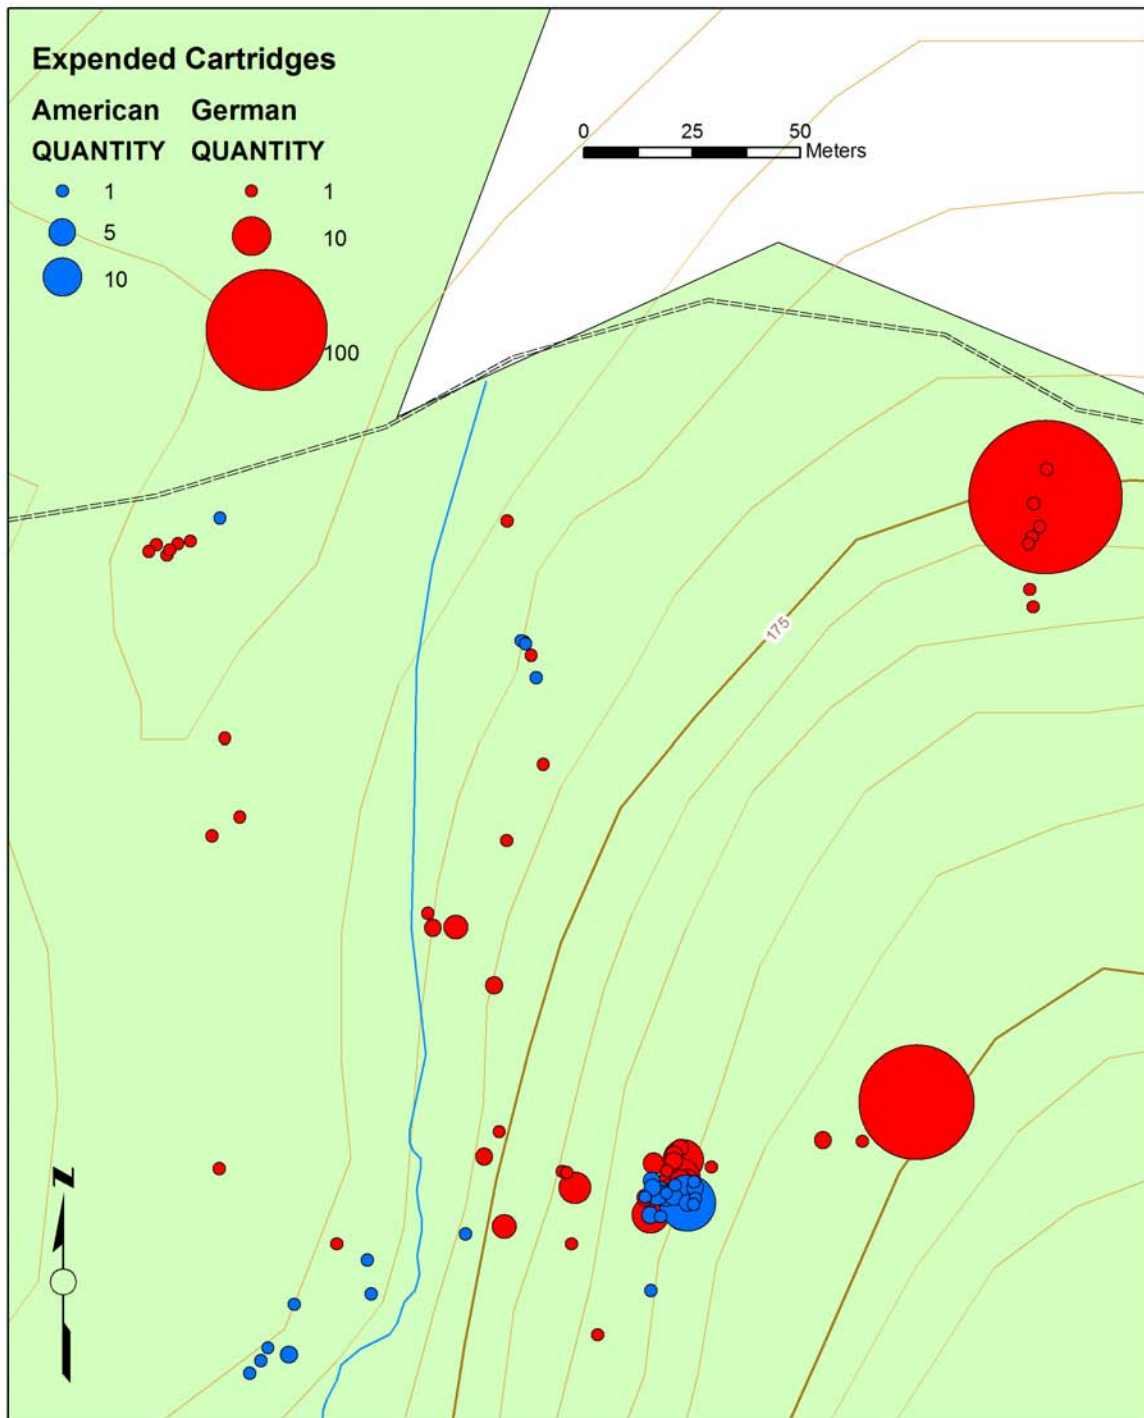 Expended Cartridges
American German
QUANTITY QUANTITY
1 1
5 10
10 100
0 25 50
Meters
175
N